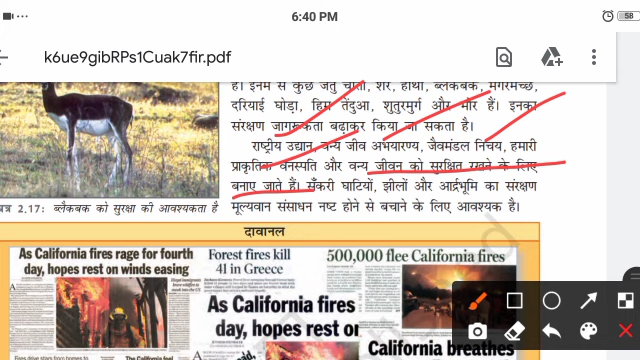 6:40 PM
58
k6ue9gibRPs1Cuak7fir.pdf
हैं। इनमें से कुछ जंतु चीता, शेर, हाथी, ब्लैकबक, मगरमच्छ,
दरियाई घोड़ा, हिम तेंदुआ, शुतुरमुर्ग और मोर हैं। इनका
संरक्षण जागरूकता बढ़ाकर किया जा सकता है।
राष्ट्रीय उद्यान, वन्य जीव अभयारण्य, जैवमंडल निचय, हमारी
प्राकृतिक वनस्पति और वन्य जीवन को सुरक्षित रखने के लिए
बनाए जाते हैं। सँकरी घाटियों, झीलों और आर्द्रभूमि का संरक्षण
मूल्यवान संसाधन नष्ट होने से बचाने के लिए आवश्यक है।
चित्र 2.17: ब्लैकबक को सुरक्षा की आवश्यकता है
दावानल
As California fires rage for fourth
day, hopes rest on winds easing
Forest fires kill
41 in Greece
500,000 flee California fires
As California fires
day, hopes rest on
California breathes